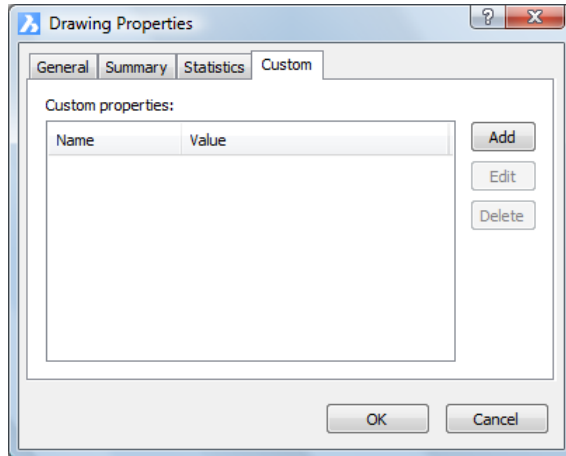 Drawing Properties
General Summary Statistics Custom
Custom properties:
Name Value
Add
Edit
Delete
OK Cancel